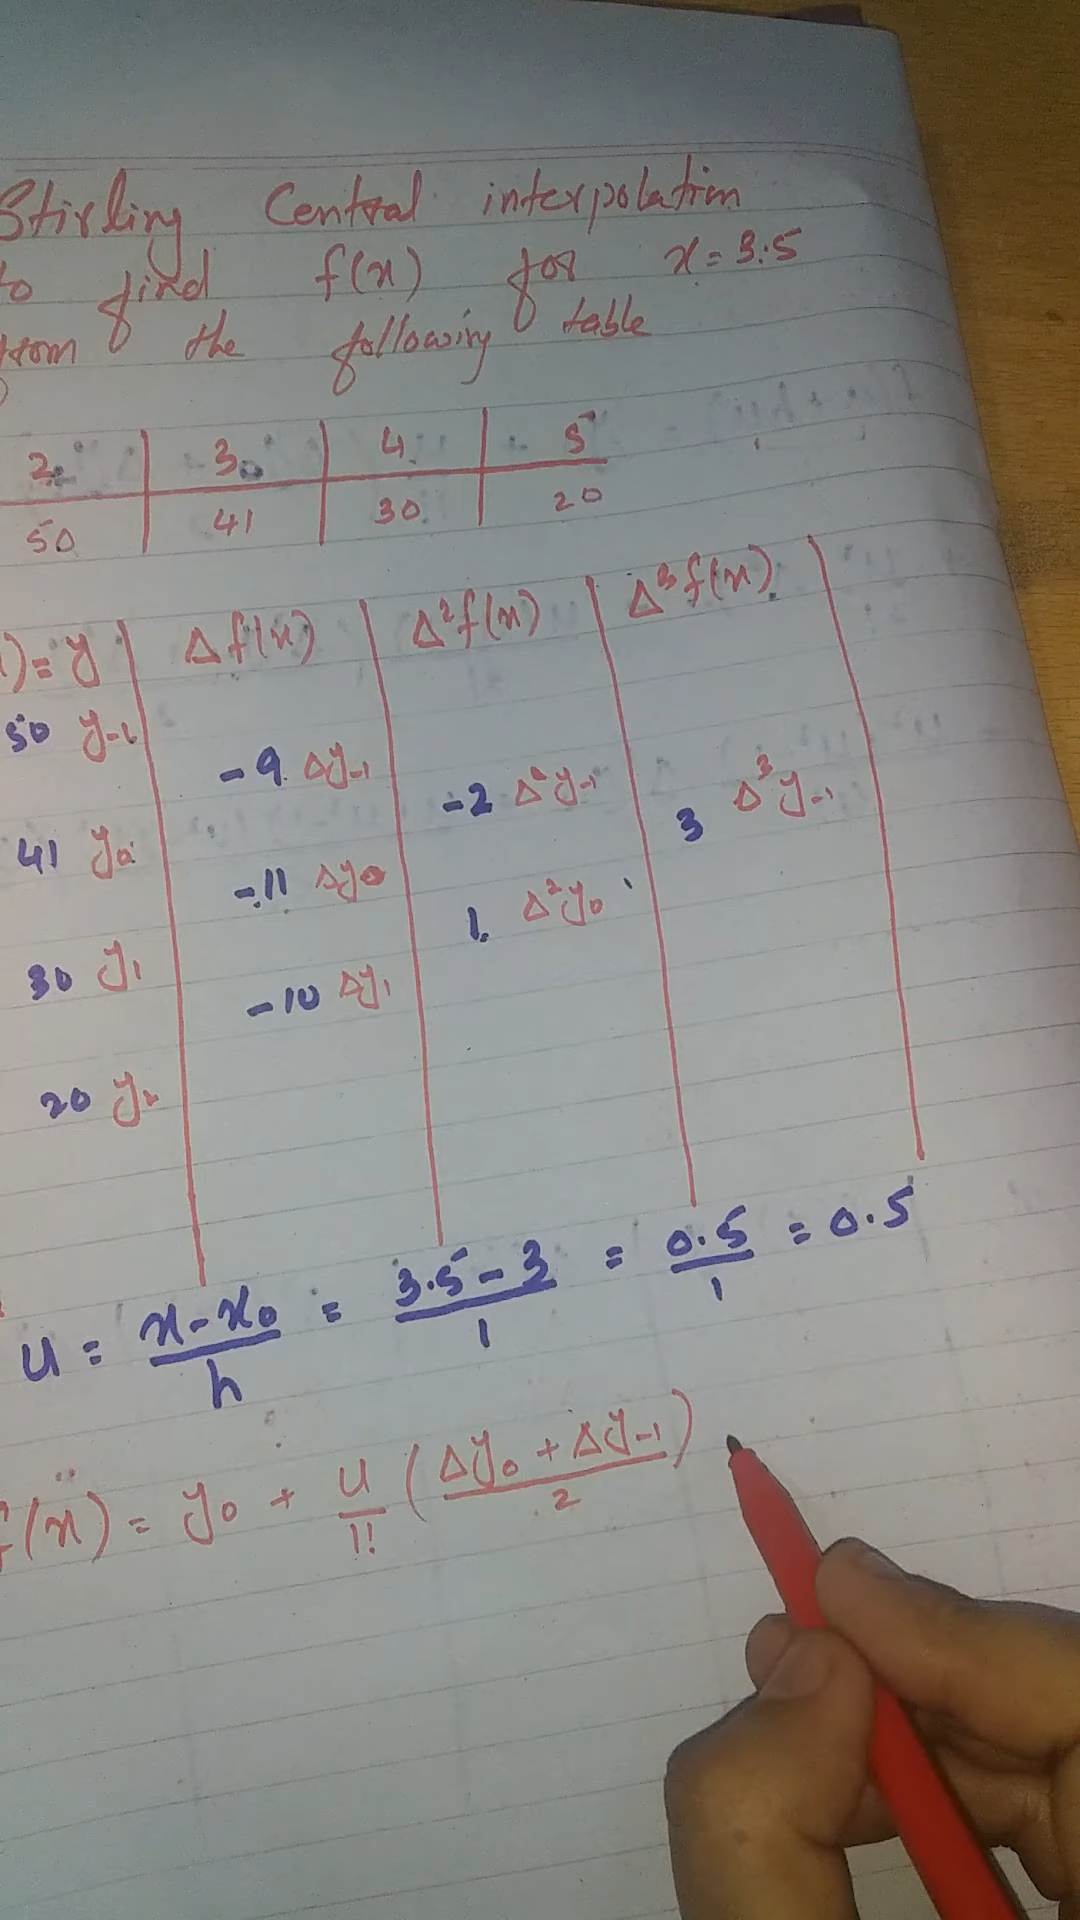 Stirling Central interpolation
to find f(x) for x = 3.5
from the following table
2 | 3 | 4 | 5
50 | 41 | 30 | 20
)= y | Δf(x) | Δ²f(x) | Δ³f(x)
50 y₋₁
-9 Δy₋₁
-2 Δ²y₋₁
3 Δ³y₋₁
41 y₀
-11 Δy₀
1 Δ²y₀
30 y₁
-10 Δy₁
20 y₂
u = (x - x₀)/h = (3.5 - 3)/1 = 0.5/1 = 0.5
f(x) = y₀ + u/1! ((Δy₀ + Δy₋₁)/2)